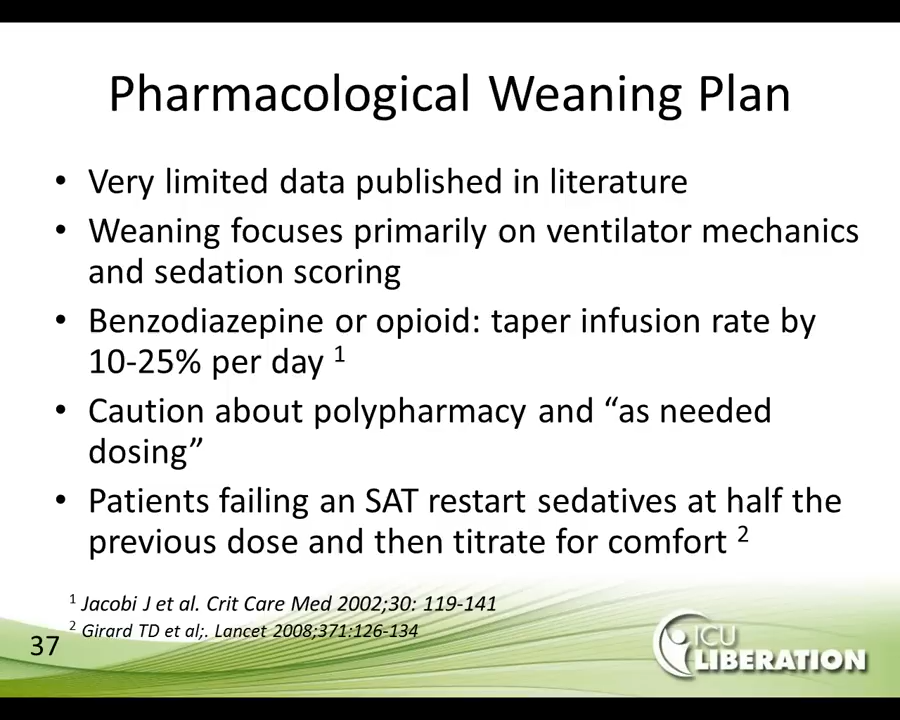 Pharmacological Weaning Plan
• Very limited data published in literature
• Weaning focuses primarily on ventilator mechanics
and sedation scoring
• Benzodiazepine or opioid: taper infusion rate by
10-25% per day 1
• Caution about polypharmacy and “as needed
dosing”
• Patients failing an SAT restart sedatives at half the
previous dose and then titrate for comfort 2
1 Jacobi J et al. Crit Care Med 2002;30: 119-141
2 Girard TD et al;. Lancet 2008;371:126-134
37
ICU
LIBERATION